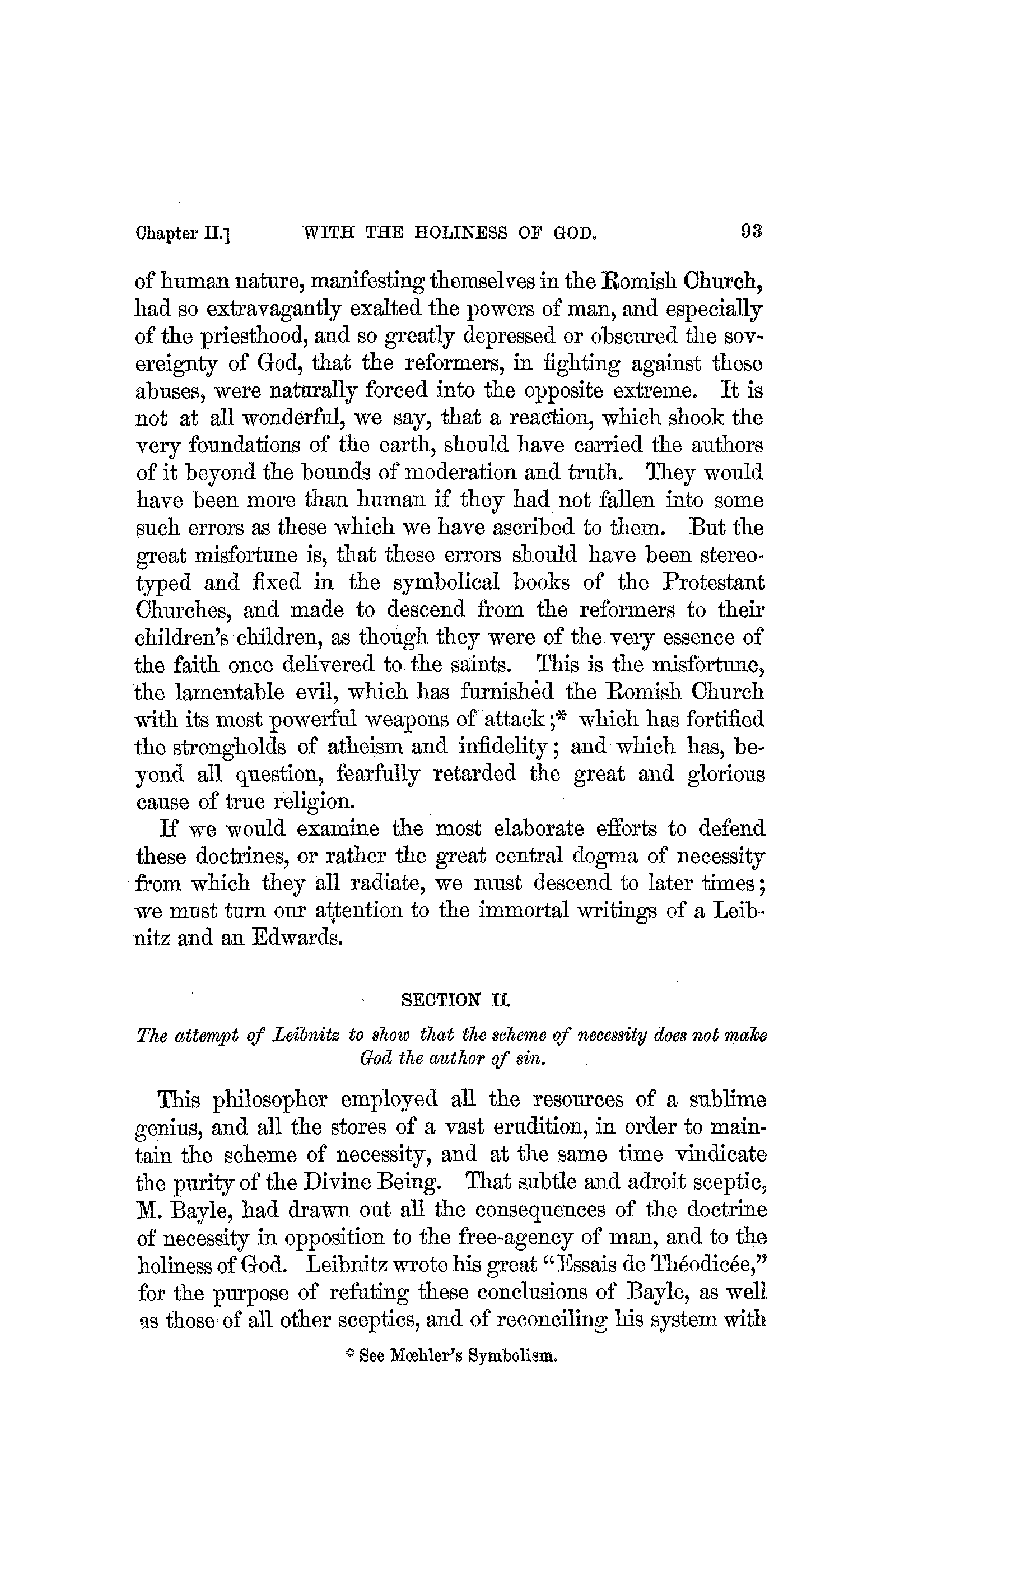 Chapter II.] WITH THE HOLINESS OF GOD. 93
of human nature, manifesting themselves in the Romish Church,
had so extravagantly exalted the powers of man, and especially
of the priesthood, and so greatly depressed or obscured the sov-
ereignty of God, that the reformers, in fighting against these
abuses, were naturally forced into the opposite extreme. It is
not at all wonderful, we say, that a reaction, which shook the
very foundations of the earth, should have carried the authors
of it beyond the bounds of moderation and truth. They would
have been more than human if they had not fallen into some
such errors as these which we have ascribed to them. But the
great misfortune is, that these errors should have been stereo-
typed and fixed in the symbolical books of the Protestant
Churches, and made to descend from the reformers to their
children's children, as though they were of the very essence of
the faith once delivered to the saints. This is the misfortune,
the lamentable evil, which has furnished the Romish Church
with its most powerful weapons of attack;* which has fortified
the strongholds of atheism and infidelity; and which has, be-
yond all question, fearfully retarded the great and glorious
cause of true religion.
If we would examine the most elaborate efforts to defend
these doctrines, or rather the great central dogma of necessity
from which they all radiate, we must descend to later times;
we must turn our attention to the immortal writings of a Leib-
nitz and an Edwards.
SECTION II.
The attempt of Leibnitz to show that the scheme of necessity does not make
God the author of sin.
This philosopher employed all the resources of a sublime
genius, and all the stores of a vast erudition, in order to main-
tain the scheme of necessity, and at the same time vindicate
the purity of the Divine Being. That subtle and adroit sceptic,
M. Bayle, had drawn out all the consequences of the doctrine
of necessity in opposition to the free-agency of man, and to the
holiness of God. Leibnitz wrote his great "Essais de Théodicée,"
for the purpose of refuting these conclusions of Bayle, as well
as those of all other sceptics, and of reconciling his system with
* See Mœhler's Symbolism.